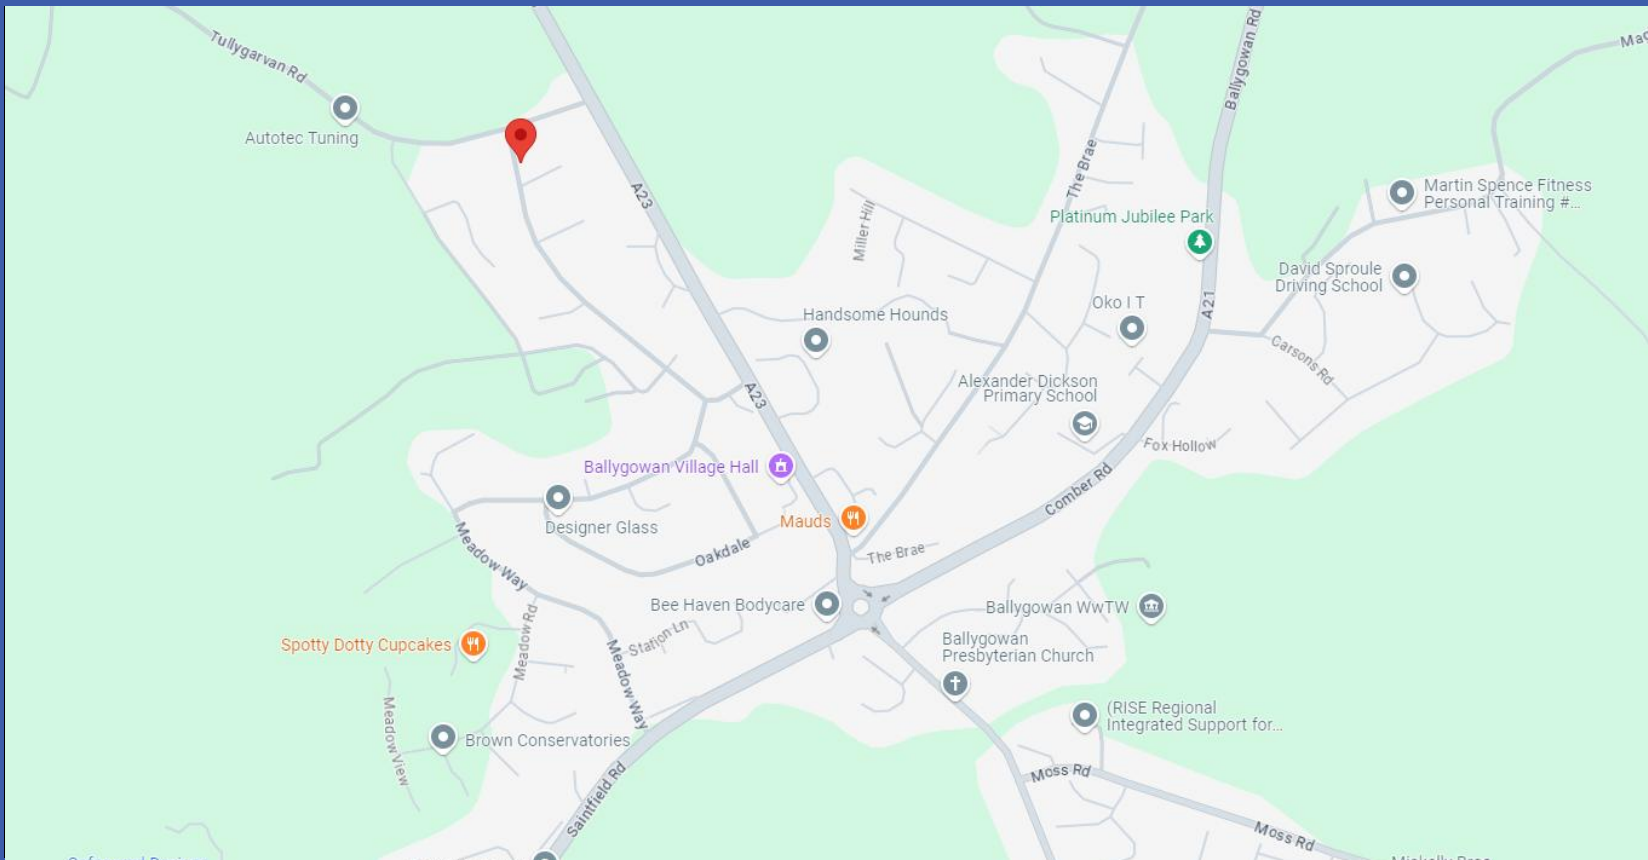 Tullygarvan Rd
Ballygowan Rd
Autotec Tuning
A23
The Brae
Miller Hill
Platinum Jubilee Park
Martin Spence Fitness
Personal Training #...
David Sproule
Driving School
A21
Oko I T
Handsome Hounds
Carsons Rd
Alexander Dickson
Primary School
A23
Fox Hollow
Ballygowan Village Hall
Comber Rd
Mauds
Designer Glass
Oakdale
The Brae
Meadow Way
Bee Haven Bodycare
Ballygowan WwTW
Station Ln
Meadow Rd
Spotty Dotty Cupcakes
Ballygowan
Presbyterian Church
Meadow Way
Meadow View
(RISE Regional
Integrated Support for...
Brown Conservatories
Moss Rd
Saintfield Rd
Moss Rd